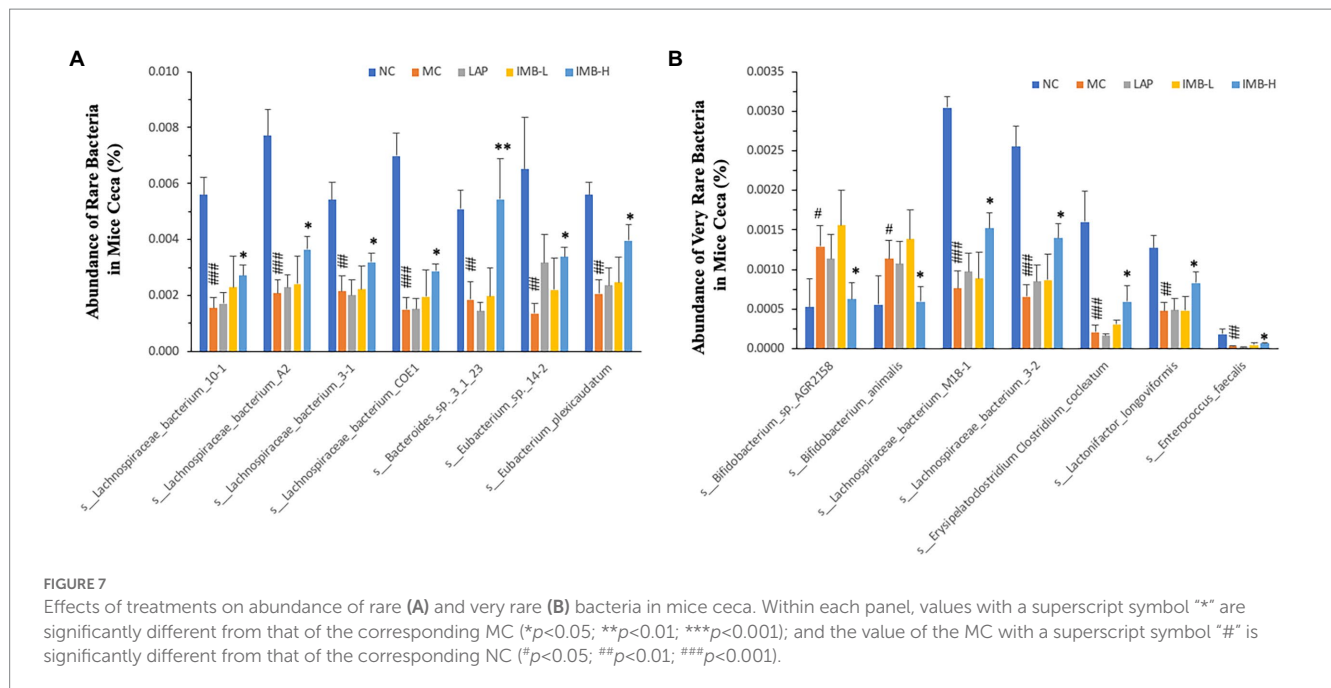 A
Abundance of Rare Bacteria
in Mice Ceca (%)
0.010
0.008
0.006
0.004
0.002
0.000
NC MC LAP IMB-L IMB-H
### *
### *
## *
### *
## **
## *
## *
s__Lachnospiraceae_bacterium_10-1
s__Lachnospiraceae_bacterium_A2
s__Lachnospiraceae_bacterium_3-1
s__Lachnospiraceae_bacterium_COE1
s__Bacteroides_sp._3_1_23
s__Eubacterium_sp._14-2
s__Eubacterium_plexicaudatum
B
Abundance of Very Rare Bacteria
in Mice Ceca (%)
0.0035
0.0030
0.0025
0.0020
0.0015
0.0010
0.0005
0.0000
NC MC LAP IMB-L IMB-H
# *
# *
### *
### *
### *
## *
## *
s__Bifidobacterium_sp._AGR2158
s__Bifidobacterium_animalis
s__Lachnospiraceae_bacterium_M18-1
s__Lachnospiraceae_bacterium_3-2
s__Erysipelatoclostridium Clostridium_cocleatum
s__Lactonifactor_longoviformis
s__Enterococcus_faecalis
FIGURE 7
Effects of treatments on abundance of rare (A) and very rare (B) bacteria in mice ceca. Within each panel, values with a superscript symbol "*" are
significantly different from that of the corresponding MC (*p<0.05; **p<0.01; ***p<0.001); and the value of the MC with a superscript symbol "#" is
significantly different from that of the corresponding NC (#p<0.05; ##p<0.01; ###p<0.001).